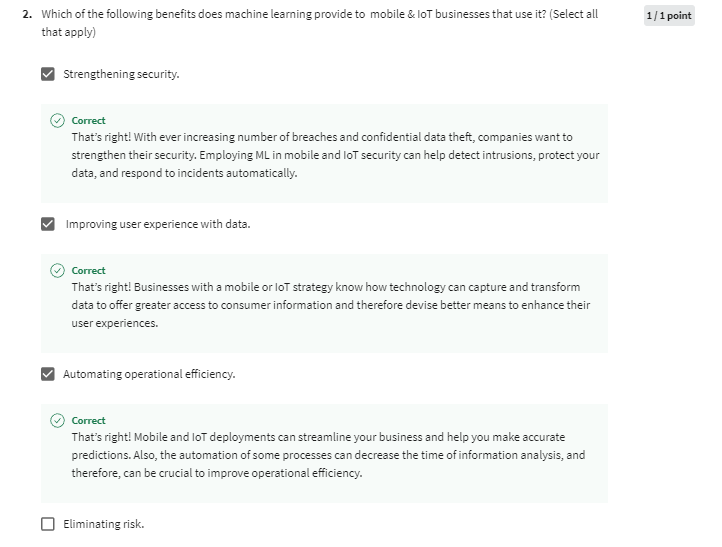 2. Which of the following benefits does machine learning provide to mobile & IoT businesses that use it? (Select all
that apply)
1 / 1 point
Strengthening security.
Correct
That's right! With ever increasing number of breaches and confidential data theft, companies want to
strengthen their security. Employing ML in mobile and IoT security can help detect intrusions, protect your
data, and respond to incidents automatically.
Improving user experience with data.
Correct
That's right! Businesses with a mobile or IoT strategy know how technology can capture and transform
data to offer greater access to consumer information and therefore devise better means to enhance their
user experiences.
Automating operational efficiency.
Correct
That's right! Mobile and IoT deployments can streamline your business and help you make accurate
predictions. Also, the automation of some processes can decrease the time of information analysis, and
therefore, can be crucial to improve operational efficiency.
Eliminating risk.